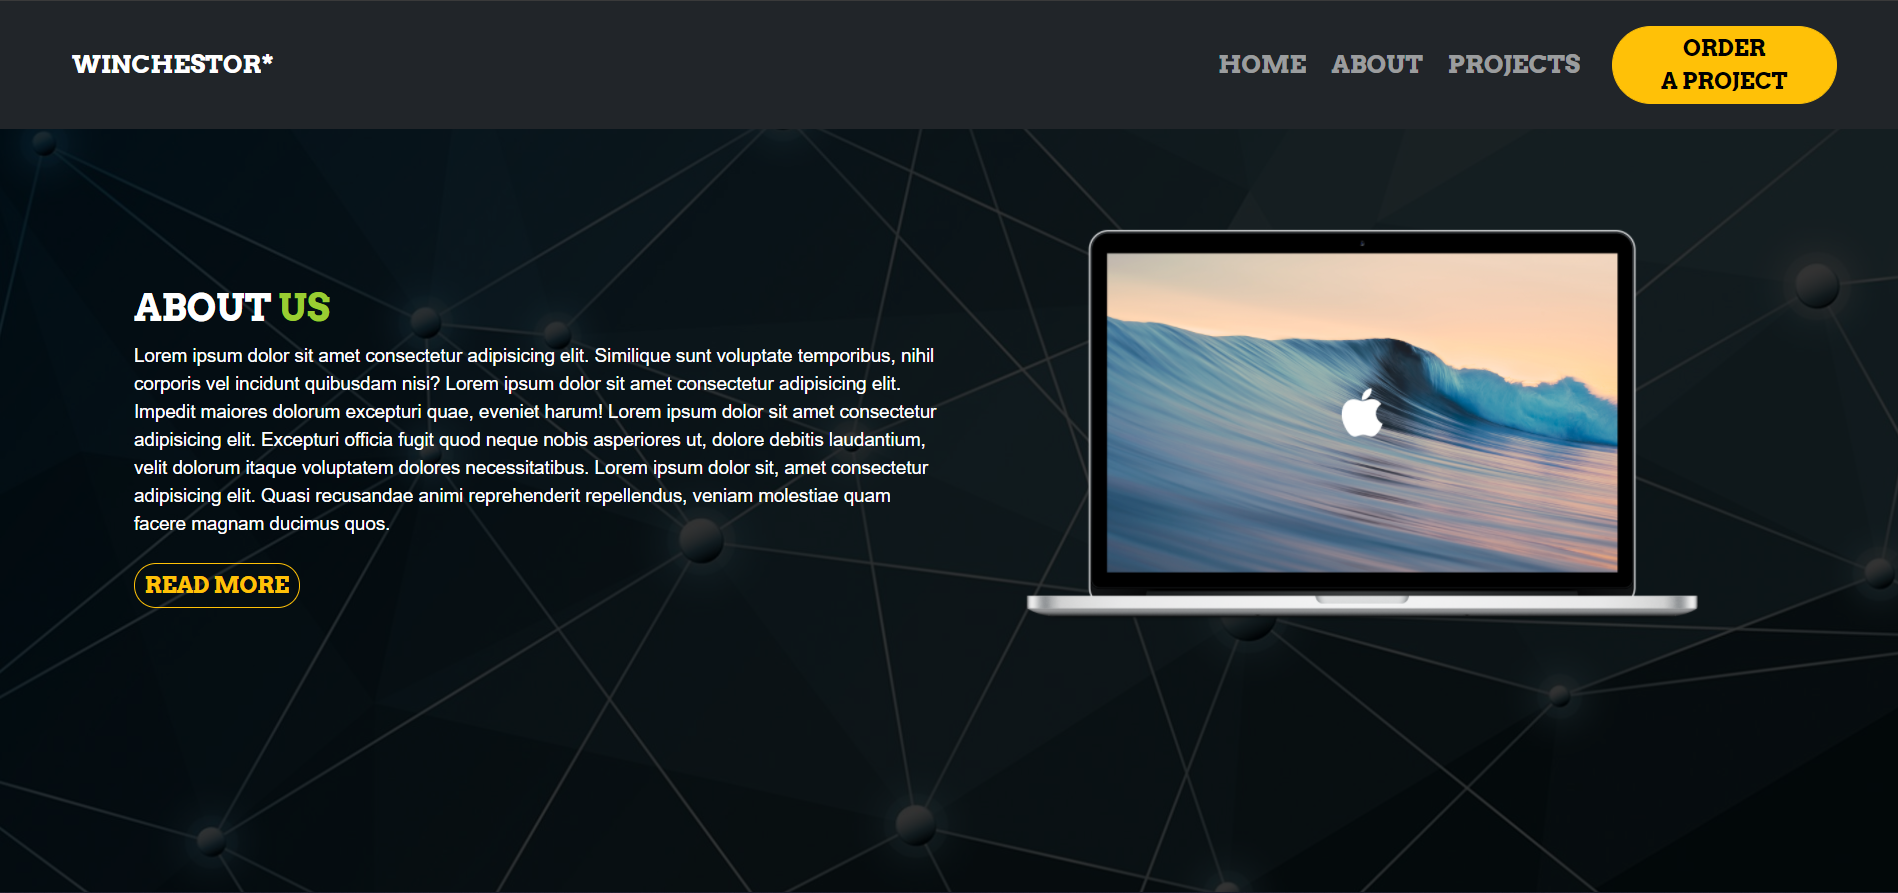 WINCHESTOR*
HOME ABOUT PROJECTS
ORDER
A PROJECT
ABOUT US
Lorem ipsum dolor sit amet consectetur adipisicing elit. Similique sunt voluptate temporibus, nihil
corporis vel incidunt quibusdam nisi? Lorem ipsum dolor sit amet consectetur adipisicing elit.
Impedit maiores dolorum excepturi quae, eveniet harum! Lorem ipsum dolor sit amet consectetur
adipisicing elit. Excepturi officia fugit quod neque nobis asperiores ut, dolore debitis laudantium,
velit dolorum itaque voluptatem dolores necessitatibus. Lorem ipsum dolor sit, amet consectetur
adipisicing elit. Quasi recusandae animi reprehenderit repellendus, veniam molestiae quam
facere magnam ducimus quos.
READ MORE